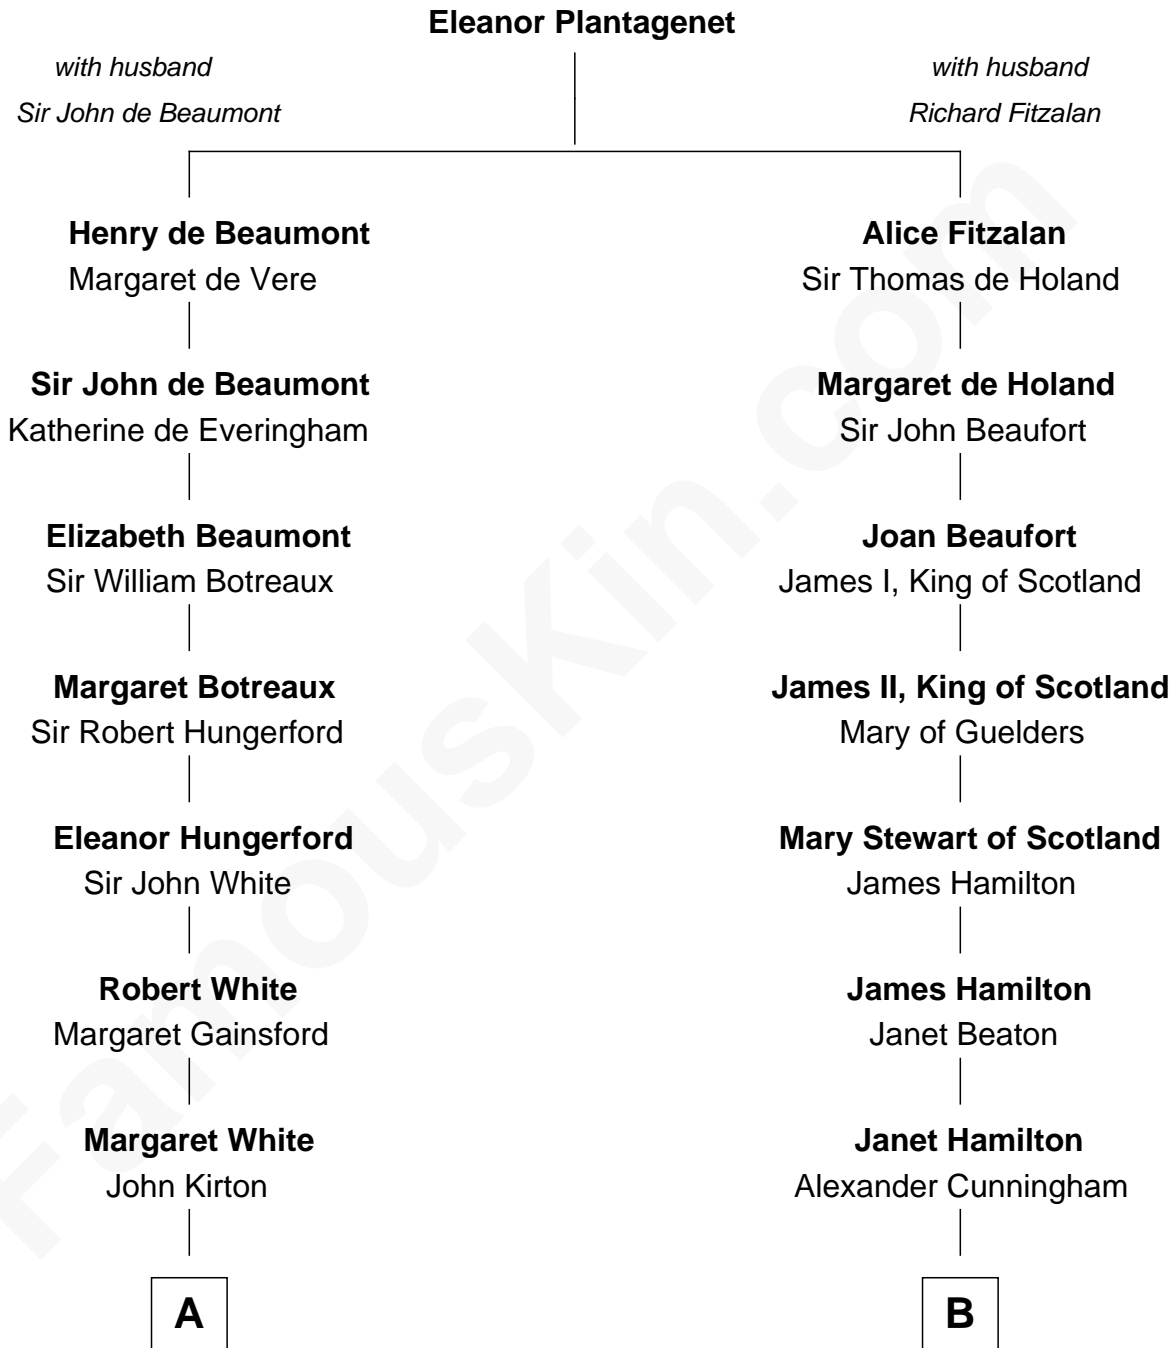 Eleanor Plantagenet
with husband
Sir John de Beaumont
with husband
Richard Fitzalan
Henry de Beaumont
Margaret de Vere
Sir John de Beaumont
Katherine de Everingham
Elizabeth Beaumont
Sir William Botreaux
Margaret Botreaux
Sir Robert Hungerford
Eleanor Hungerford
Sir John White
Robert White
Margaret Gainsford
Margaret White
John Kirton
A
Alice Fitzalan
Sir Thomas de Holand
Margaret de Holand
Sir John Beaufort
Joan Beaufort
James I, King of Scotland
James II, King of Scotland
Mary of Guelders
Mary Stewart of Scotland
James Hamilton
James Hamilton
Janet Beaton
Janet Hamilton
Alexander Cunningham
B
FamousKin.com